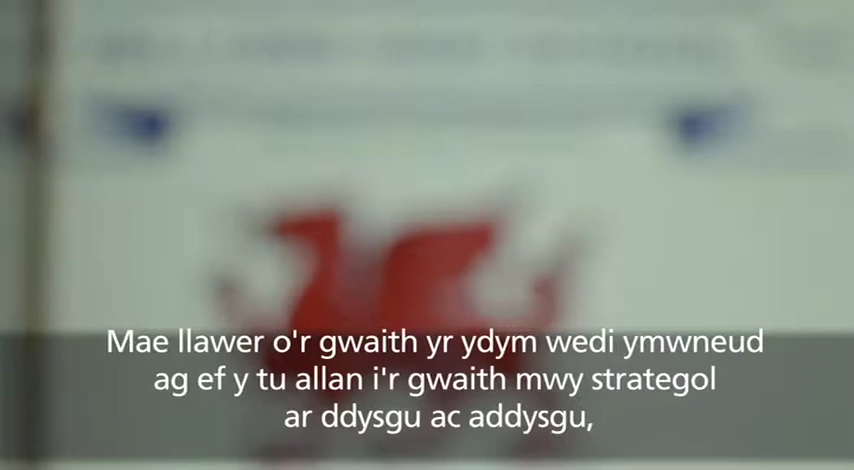 Mae llawer o'r gwaith yr ydym wedi ymwneud
ag ef y tu allan i'r gwaith mwy strategol
ar ddysgu ac addysgu,